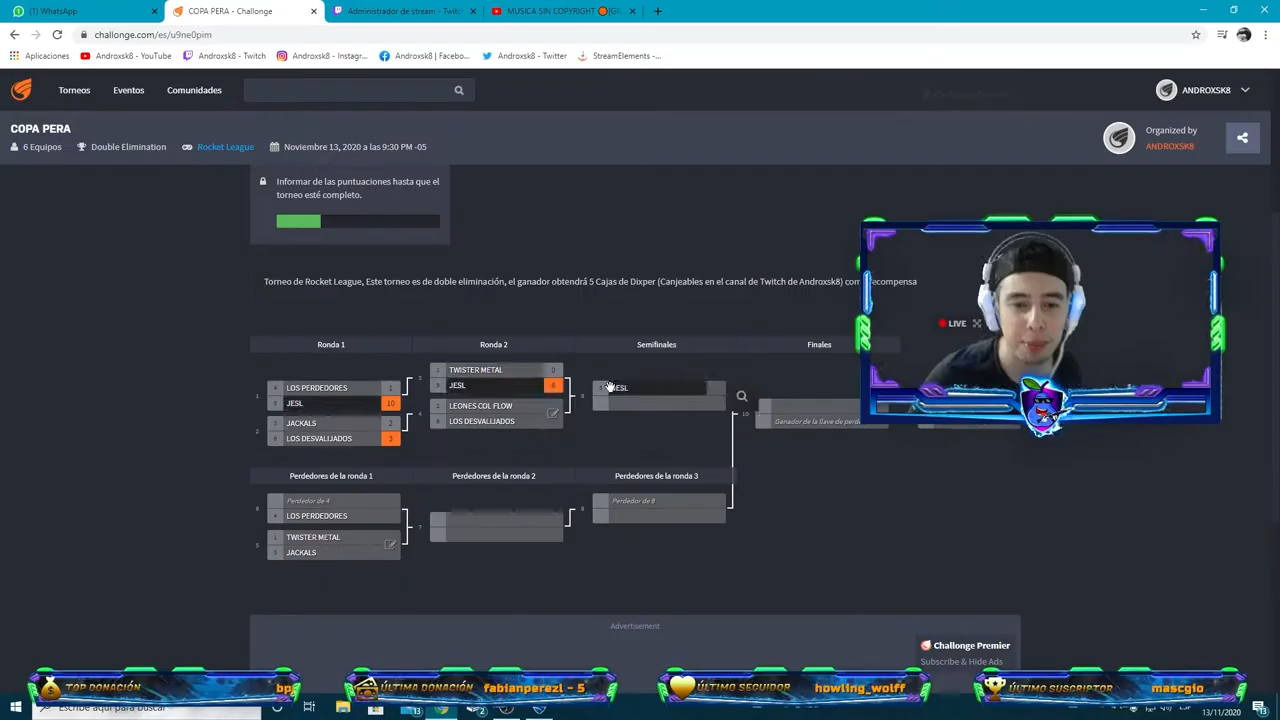 (1) WhatsApp
COPA PERA - Challonge
Administrador de stream - Twitc
MUSICA SIN COPYRIGHT
challonge.com/es/u9ne0pim
Aplicaciones
Androxsk8 - YouTube
Androxsk8 - Twitch
Androxsk8 - Instagr...
Androxsk8 | Facebo...
Androxsk8 - Twitter
StreamElements -...
Torneos
Eventos
Comunidades
ANDROXSK8
COPA PERA
6 Equipos
Double Elimination
Rocket League
Noviembre 13, 2020 a las 9:30 PM -05
Organized by
ANDROXSK8
Informar de las puntuaciones hasta que el
torneo esté completo.
Torneo de Rocket League, Este torneo es de doble eliminación, el ganador obtendrá 5 Cajas de Dixper (Canjeables en el canal de Twitch de Androxsk8) com ecompensa
LIVE
Ronda 1
Ronda 2
Semifinales
Finales
LOS PERDEDORES 1
JESL 10
JACKALS 2
LOS DESVALIJADOS 3
TWISTER METAL 0
JESL 6
LEONES COL FLOW
LOS DESVALIJADOS
JESL
Ganador de la llave de perde
Perdedores de la ronda 1
Perdedores de la ronda 2
Perdedores de la ronda 3
Perdedor de 4
LOS PERDEDORES
TWISTER METAL
JACKALS
Perdedor de 8
Advertisement
Challonge Premier
Subscribe & Hide Ads
TOP DONACIÓN
bp
ÚLTIMA DONACIÓN
fabianperezl - 5
ÚLTIMO SEGUIDOR
howling_wolff
ÚLTIMO SUSCRIPTOR
mascgio
Escribe aquí para buscar
13/11/2020